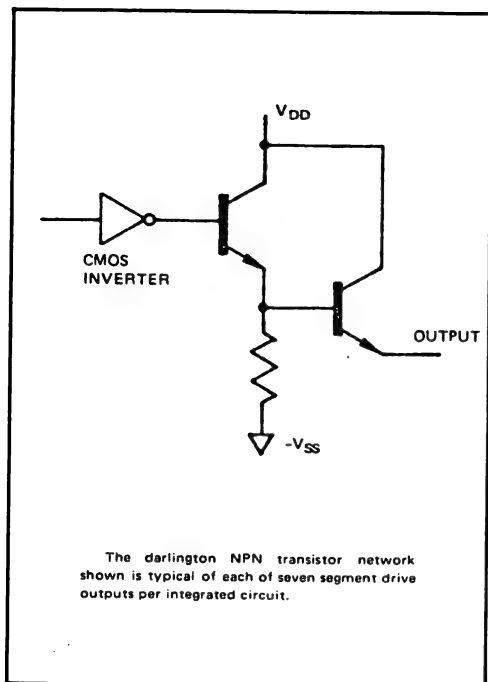 VDD
CMOS
INVERTER
OUTPUT
-VSS
The darlington NPN transistor network
shown is typical of each of seven segment drive
outputs per integrated circuit.